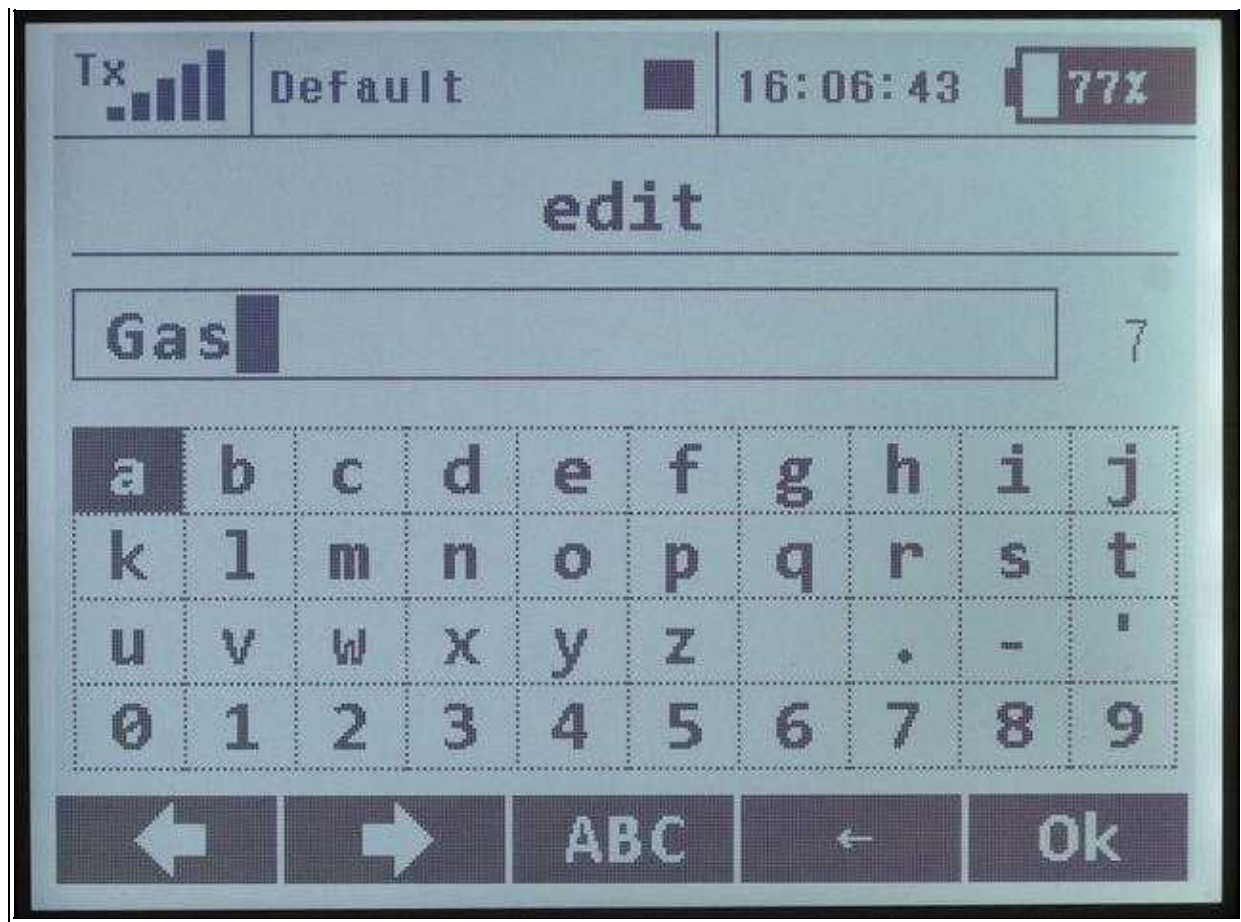 Tx Default 16:06:43 77%
edit
Gas 7
a b c d e f g h i j
k l m n o p q r s t
u v w x y z . - '
0 1 2 3 4 5 6 7 8 9
ABC ← Ok